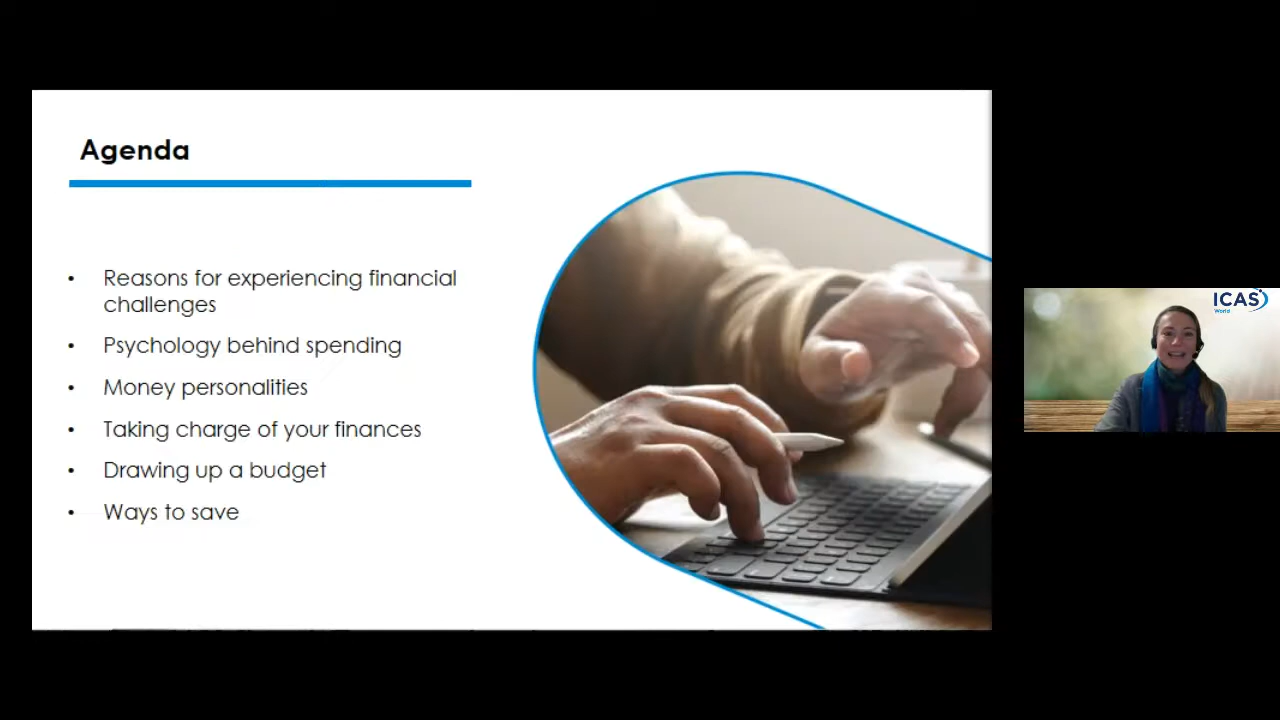 Agenda
• Reasons for experiencing financial
challenges
• Psychology behind spending
• Money personalities
• Taking charge of your finances
• Drawing up a budget
• Ways to save
ICAS
World